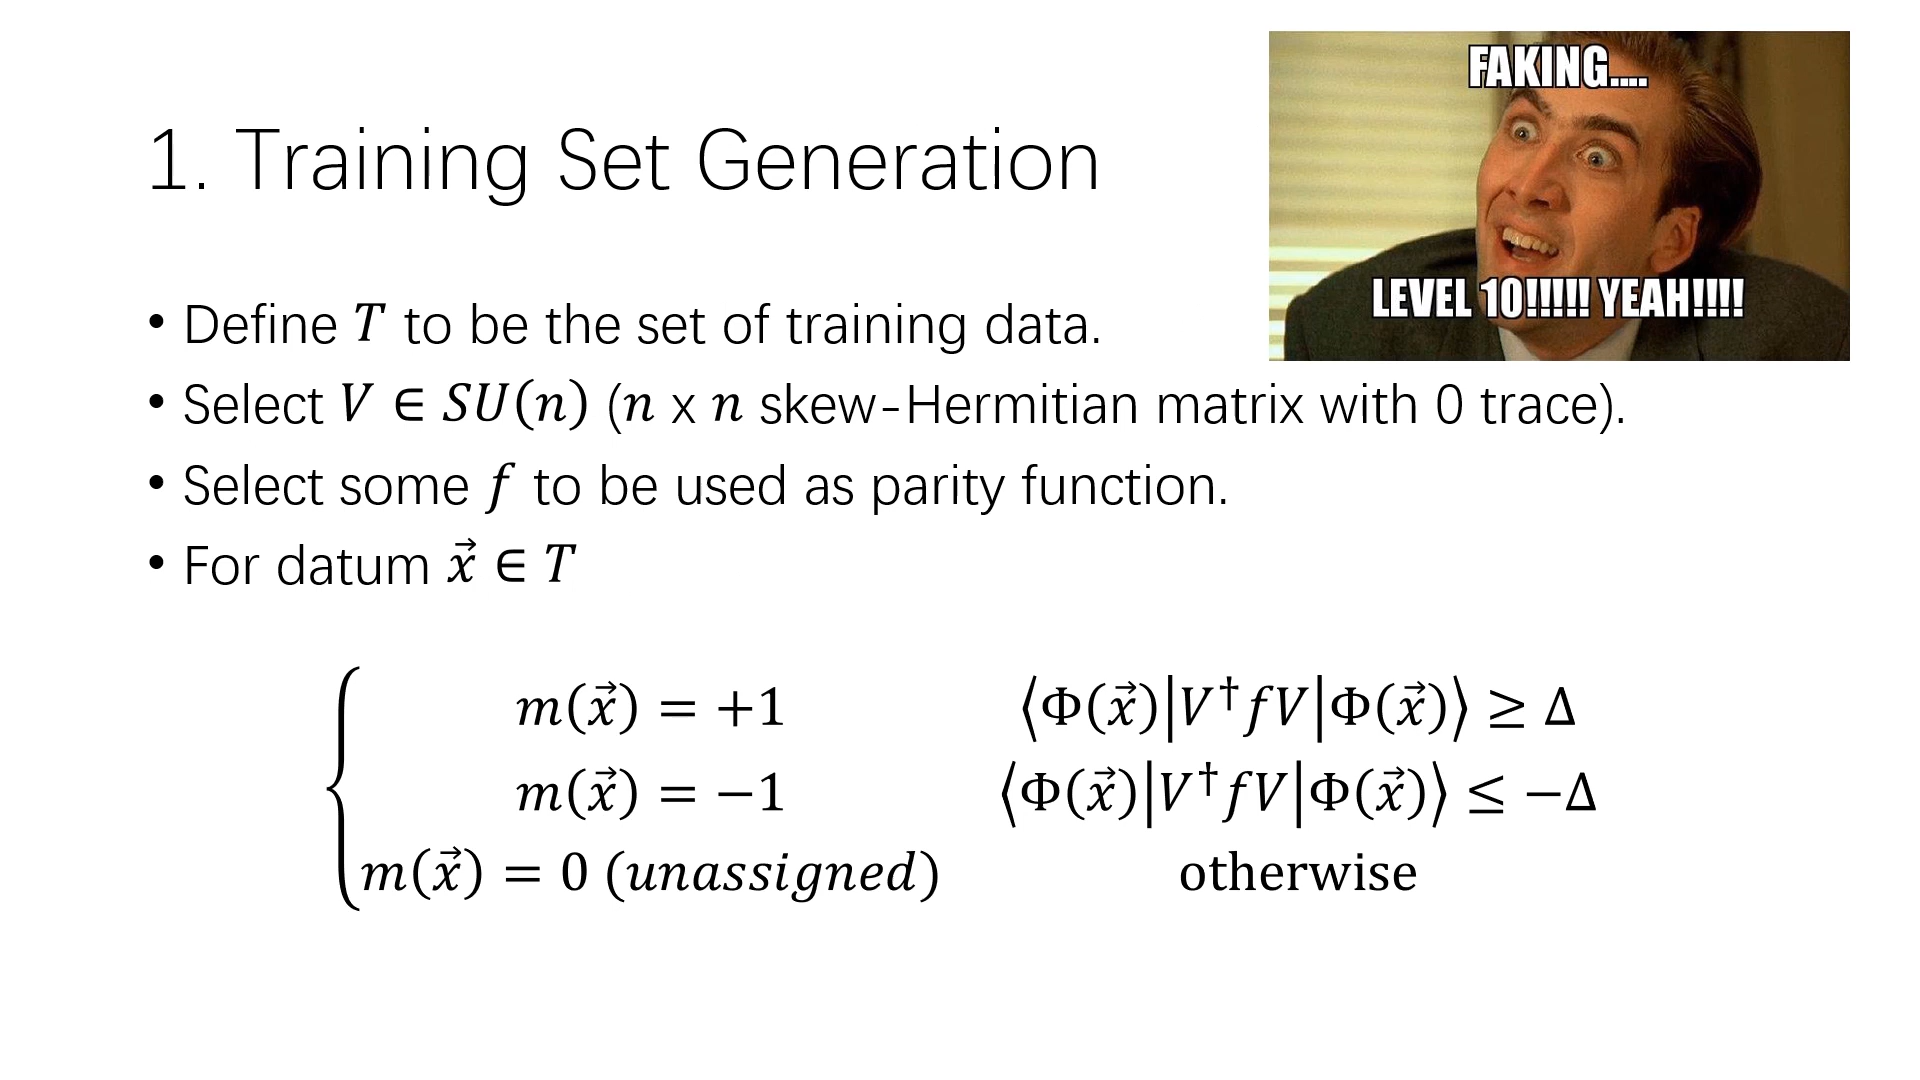 FAKING....
1. Training Set Generation
LEVEL 10!!!!! YEAH!!!!
• Define 𝑇 to be the set of training data.
• Select 𝑉 ∈ 𝑆𝑈(𝑛) (𝑛 x 𝑛 skew-Hermitian matrix with 0 trace).
• Select some 𝑓 to be used as parity function.
• For datum x⃗ ∈ 𝑇
{ m(x⃗) = +1 ⟨Φ(x⃗)|V†fV|Φ(x⃗)⟩ ≥ Δ
m(x⃗) = −1 ⟨Φ(x⃗)|V†fV|Φ(x⃗)⟩ ≤ −Δ
m(x⃗) = 0 (unassigned) otherwise